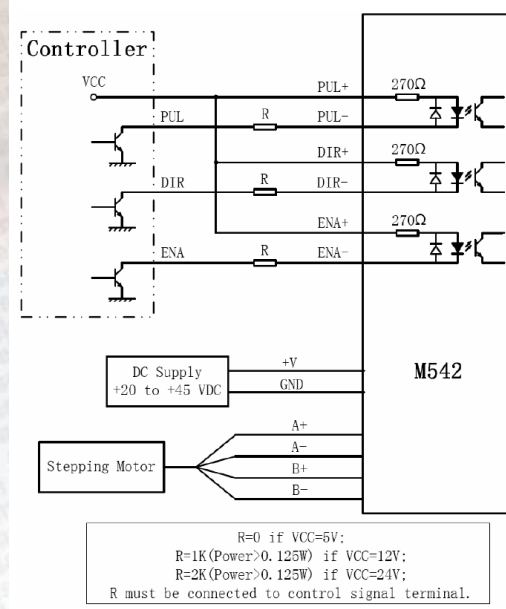 Controller
VCC
PUL+
270Ω
PUL
R
PUL-
DIR+
270Ω
DIR
R
DIR-
ENA+
270Ω
ENA
R
ENA-
DC Supply
+20 to +45 VDC
+V
GND
M542
Stepping Motor
A+
A-
B+
B-
R=0 if VCC=5V;
R=1K(Power>0.125W) if VCC=12V;
R=2K(Power>0.125W) if VCC=24V;
R must be connected to control signal terminal.